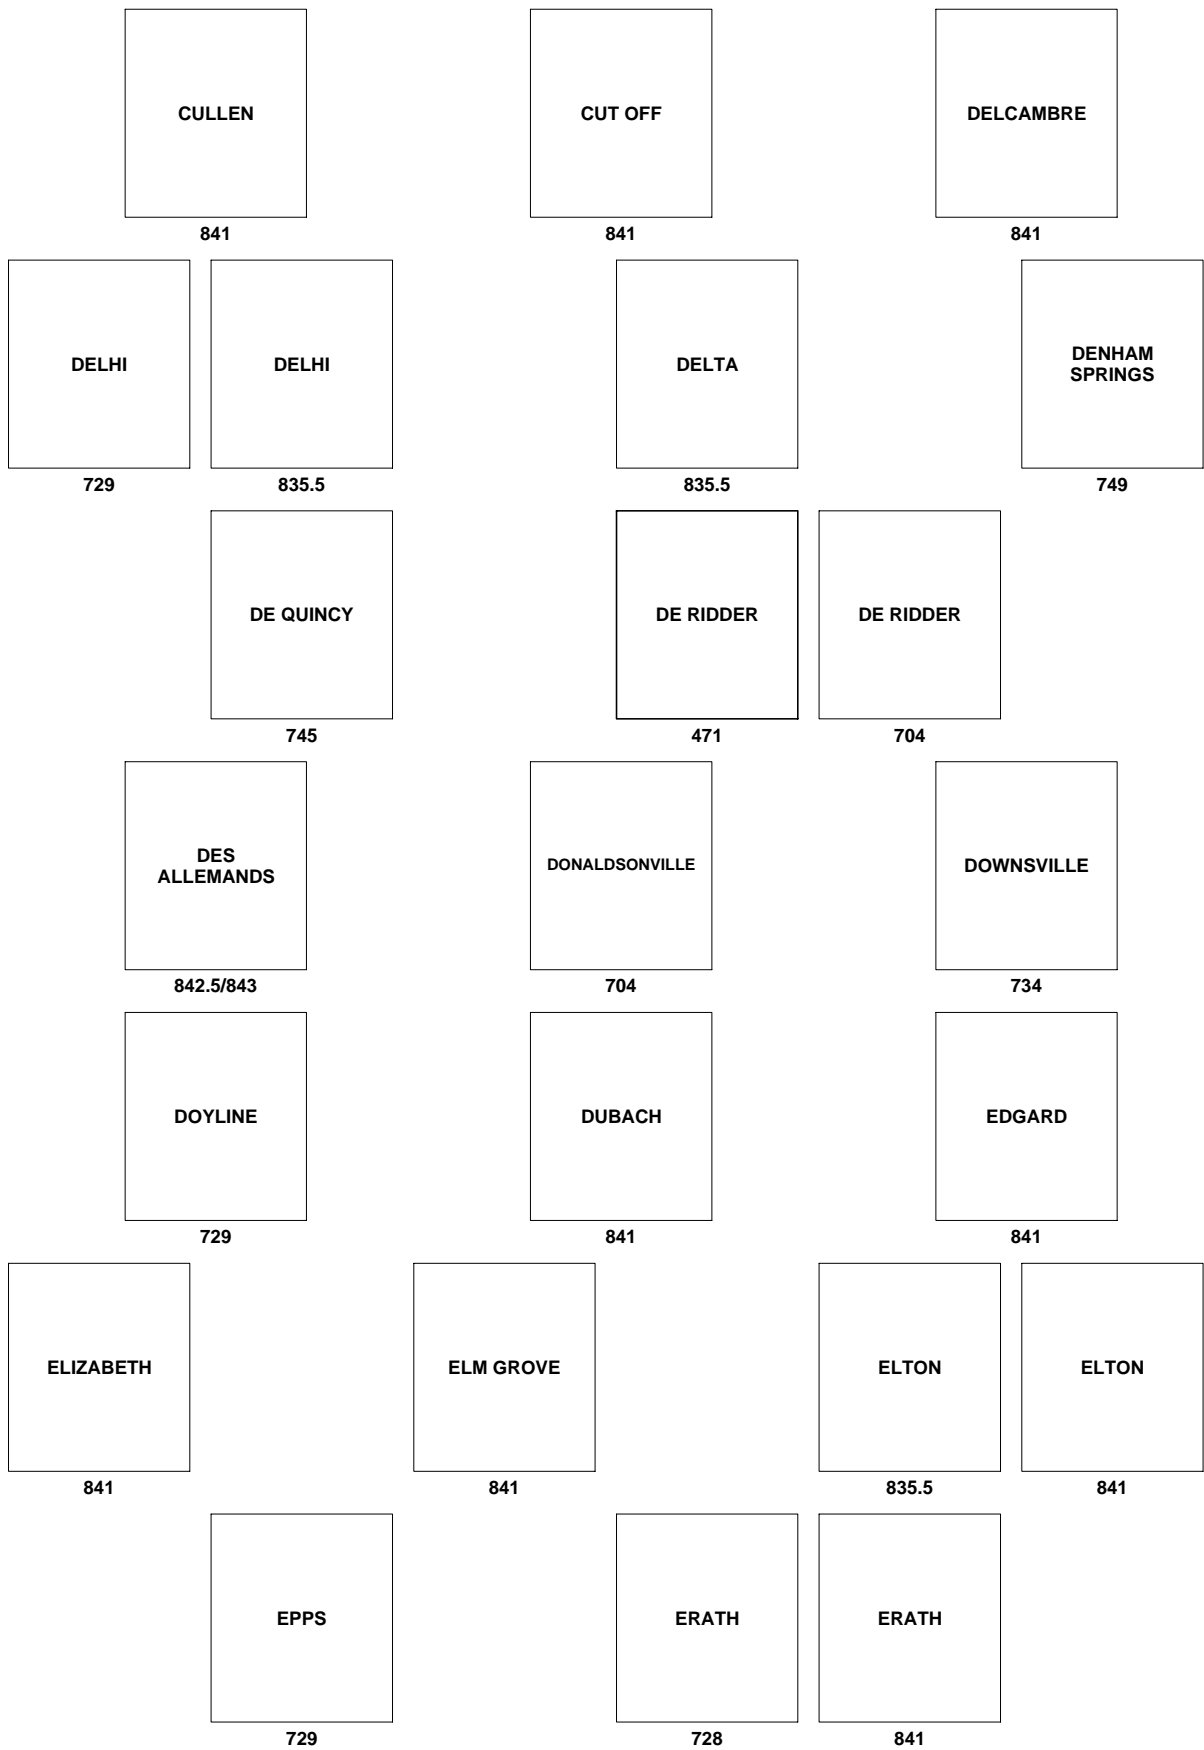 CULLEN
CUT OFF
DELCAMBRE
841
841
841
DELHI
DELHI
DELTA
DENHAM
SPRINGS
729
835.5
835.5
749
DE QUINCY
DE RIDDER
DE RIDDER
745
471
704
DES
ALLEMANDS
DONALDSONVILLE
DOWNSVILLE
842.5/843
704
734
DOYLINE
DUBACH
EDGARD
729
841
841
ELIZABETH
ELM GROVE
ELTON
ELTON
841
841
835.5
841
EPPS
ERATH
ERATH
729
728
841